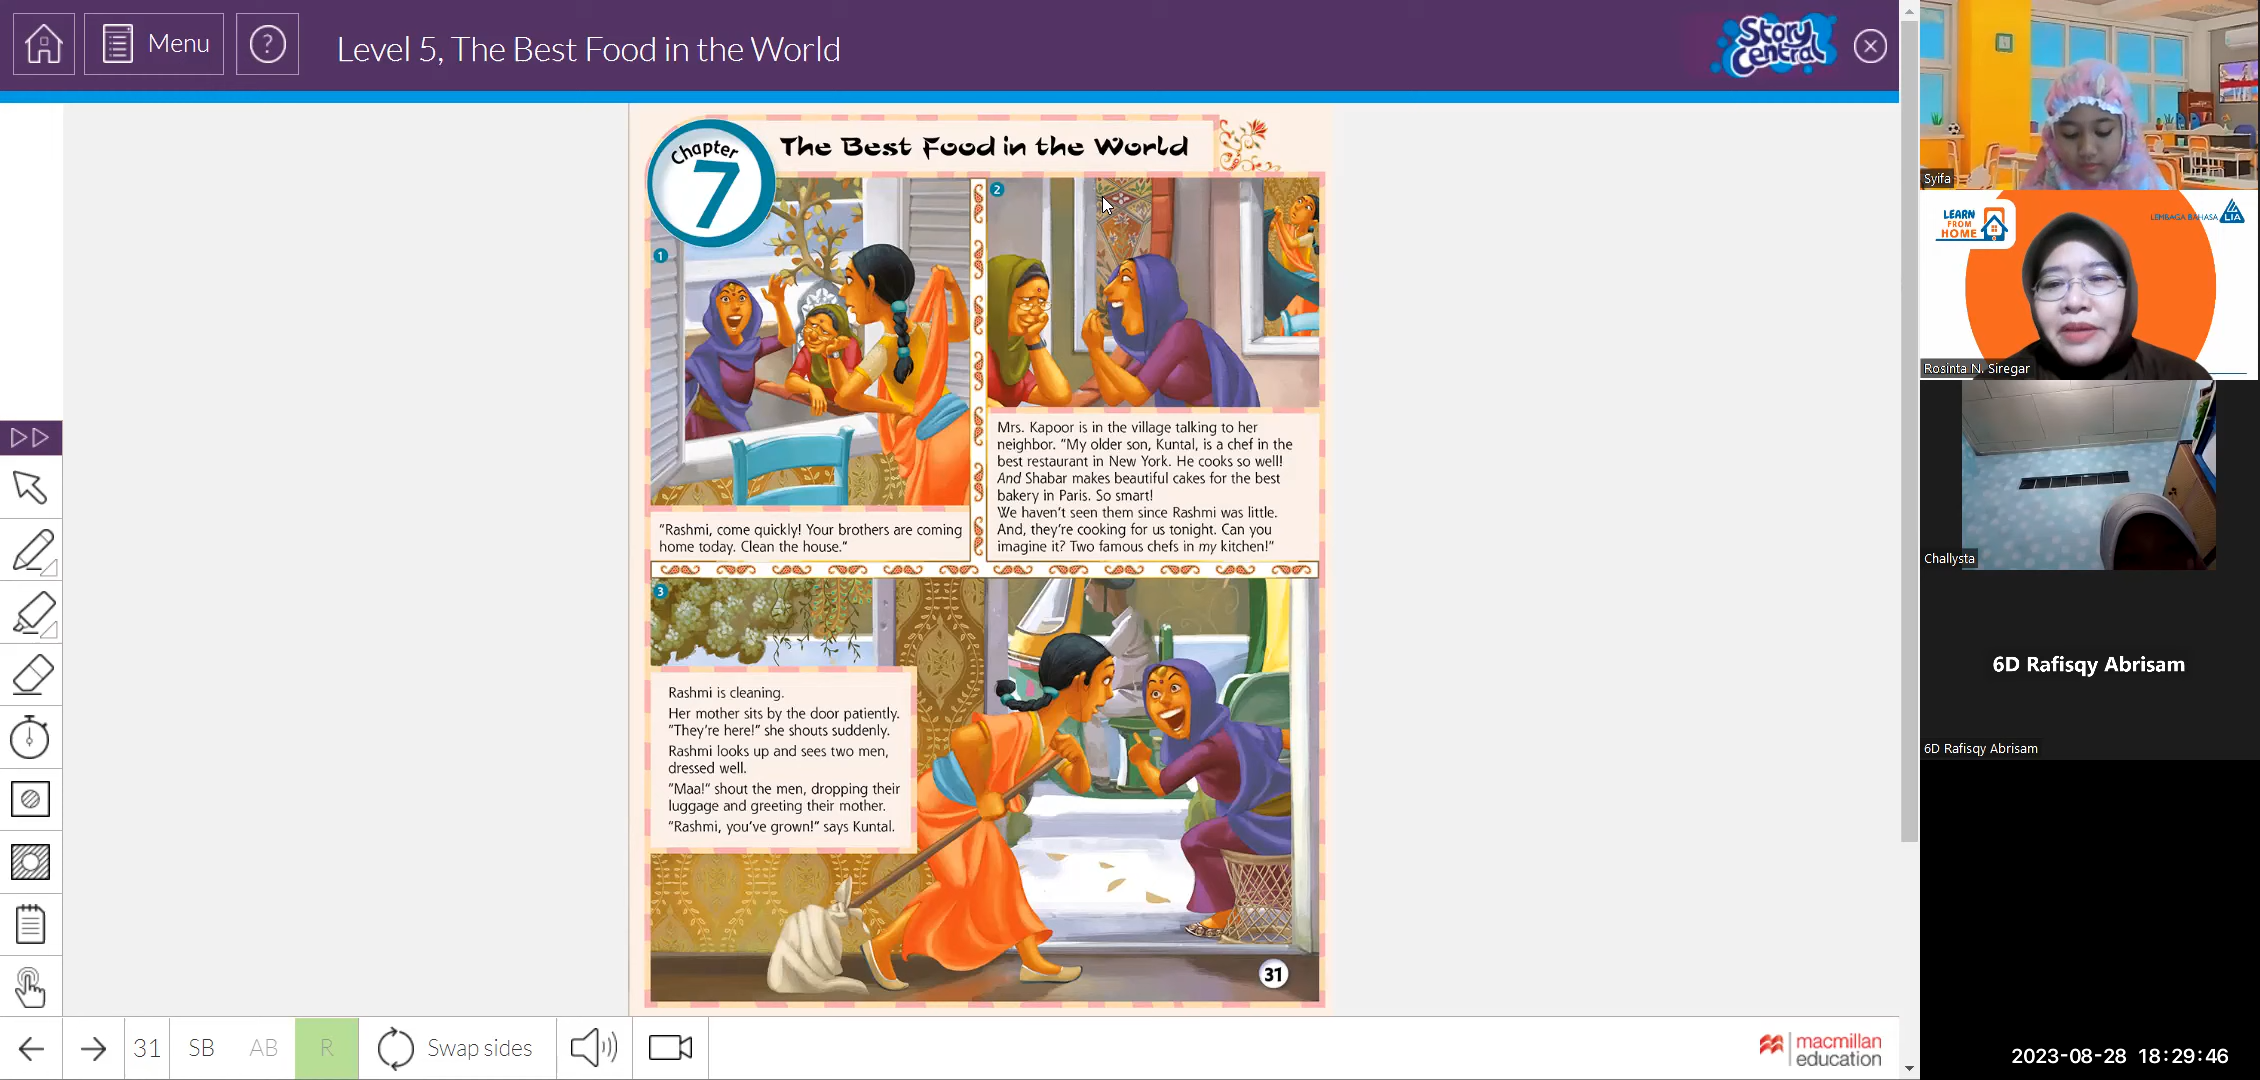 Menu
?
Level 5, The Best Food in the World
Story
Central
Chapter
7
The Best Food in the World
1
"Rashmi, come quickly! Your brothers are coming
home today. Clean the house."
2
Mrs. Kapoor is in the village talking to her
neighbor. "My older son, Kuntal, is a chef in the
best restaurant in New York. He cooks so well!
And Shabar makes beautiful cakes for the best
bakery in Paris. So smart!
We haven't seen them since Rashmi was little.
And, they're cooking for us tonight. Can you
imagine it? Two famous chefs in my kitchen!"
3
Rashmi is cleaning.
Her mother sits by the door patiently.
"They're here!" she shouts suddenly.
Rashmi looks up and sees two men,
dressed well.
"Maa!" shout the men, dropping their
luggage and greeting their mother.
"Rashmi, you've grown!" says Kuntal.
31
31
SB
AB
R
Swap sides
macmillan
education
Syifa
LEARN
FROM
HOME
LEMBAGA BAHASA LIA
Rosinta N. Siregar
Challysta
6D Rafisqy Abrisam
6D Rafisqy Abrisam
2023-08-28 18:29:46